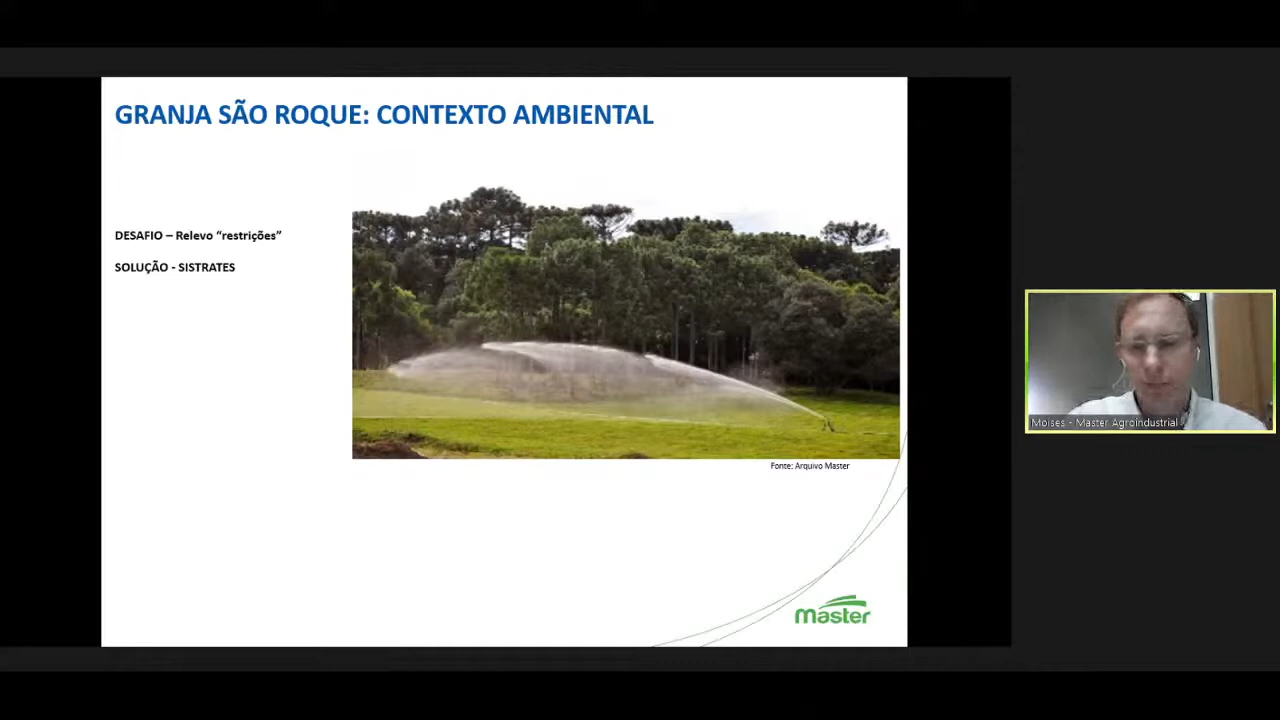 GRANJA SÃO ROQUE: CONTEXTO AMBIENTAL
DESAFIO – Relevo “restrições”
SOLUÇÃO - SISTRATES
Fonte: Arquivo Master
master
Moises - Master Agroindustrial